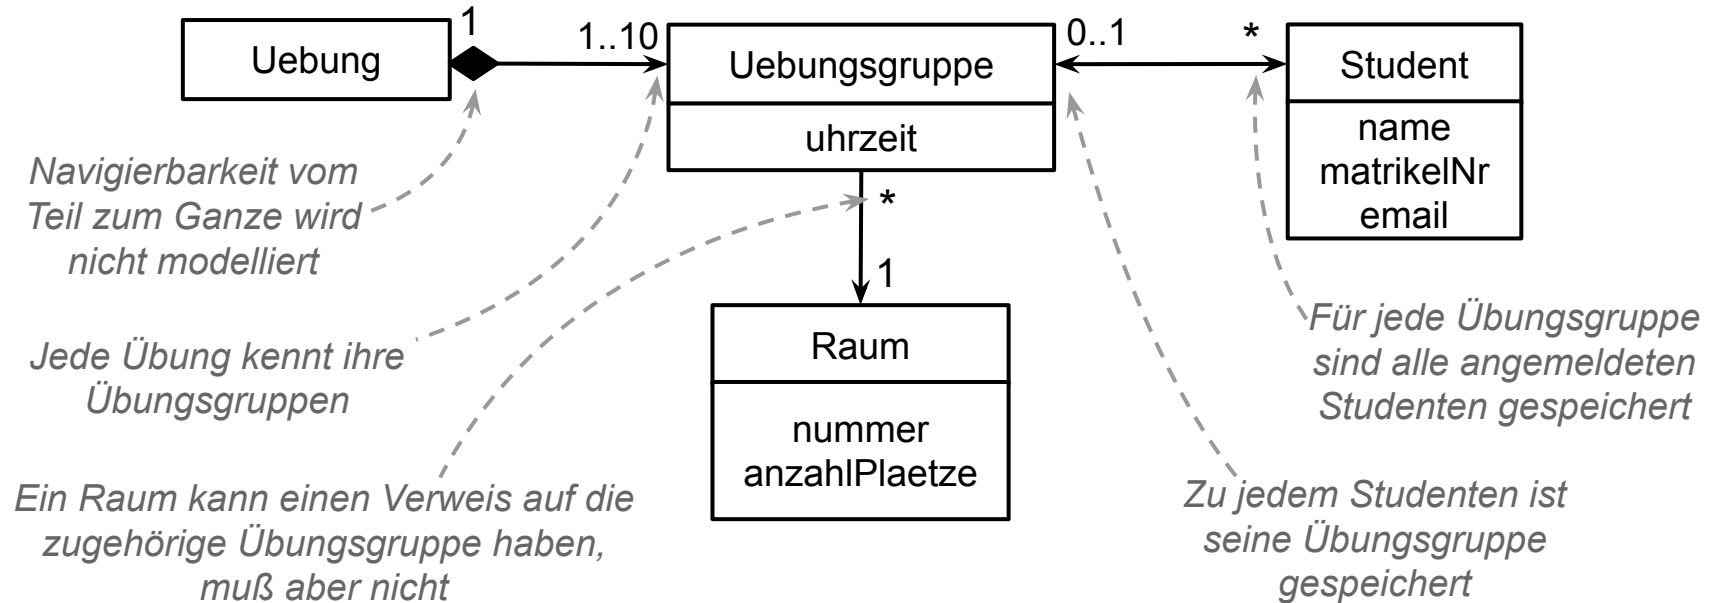 1
1..10
0..1
*
Uebung
Uebungsgruppe
Student
uhrzeit
name
matrikelNr
email
Navigierbarkeit vom
Teil zum Ganze wird
nicht modelliert
*
1
Jede Übung kennt ihre
Übungsgruppen
Raum
nummer
anzahlPlaetze
Für jede Übungsgruppe
sind alle angemeldeten
Studenten gespeichert
Ein Raum kann einen Verweis auf die
zugehörige Übungsgruppe haben,
muß aber nicht
Zu jedem Studenten ist
seine Übungsgruppe
gespeichert